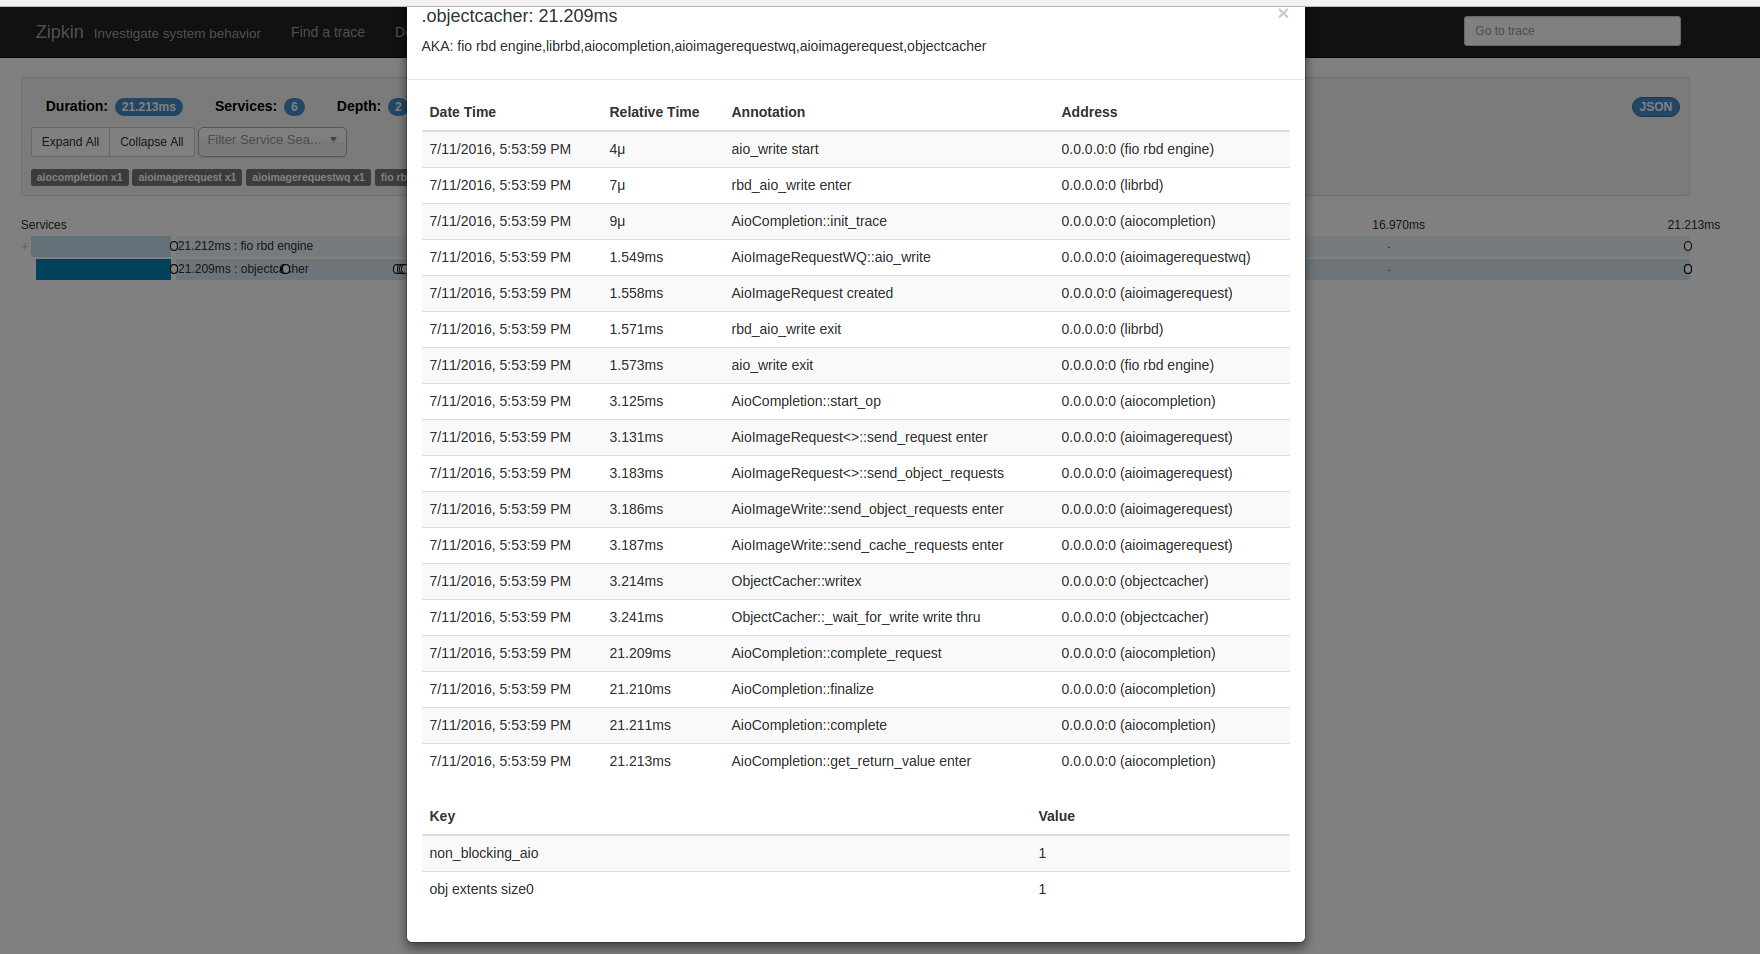 .objectcacher: 21.209ms ×
Zipkin Investigate system behavior Find a trace Go to trace
AKA: fio rbd engine,librbd,aiocompletion,aioimagerequestwq,aioimagerequest,objectcacher
Duration: 21.213ms Services: 6 Depth: 2 JSON
Expand All Collapse All Filter Service Sea...
aiocompletion x1 aioimagerequest x1 aioimagerequestwq x1 fio rb
Services 16.970ms 21.213ms
+ 21.212ms : fio rbd engine
21.209ms : objectcacher
Date Time Relative Time Annotation Address
7/11/2016, 5:53:59 PM 4μ aio_write start 0.0.0.0:0 (fio rbd engine)
7/11/2016, 5:53:59 PM 7μ rbd_aio_write enter 0.0.0.0:0 (librbd)
7/11/2016, 5:53:59 PM 9μ AioCompletion::init_trace 0.0.0.0:0 (aiocompletion)
7/11/2016, 5:53:59 PM 1.549ms AioImageRequestWQ::aio_write 0.0.0.0:0 (aioimagerequestwq)
7/11/2016, 5:53:59 PM 1.558ms AioImageRequest created 0.0.0.0:0 (aioimagerequest)
7/11/2016, 5:53:59 PM 1.571ms rbd_aio_write exit 0.0.0.0:0 (librbd)
7/11/2016, 5:53:59 PM 1.573ms aio_write exit 0.0.0.0:0 (fio rbd engine)
7/11/2016, 5:53:59 PM 3.125ms AioCompletion::start_op 0.0.0.0:0 (aiocompletion)
7/11/2016, 5:53:59 PM 3.131ms AioImageRequest<>::send_request enter 0.0.0.0:0 (aioimagerequest)
7/11/2016, 5:53:59 PM 3.183ms AioImageRequest<>::send_object_requests 0.0.0.0:0 (aioimagerequest)
7/11/2016, 5:53:59 PM 3.186ms AioImageWrite::send_object_requests enter 0.0.0.0:0 (aioimagerequest)
7/11/2016, 5:53:59 PM 3.187ms AioImageWrite::send_cache_requests enter 0.0.0.0:0 (aioimagerequest)
7/11/2016, 5:53:59 PM 3.214ms ObjectCacher::writex 0.0.0.0:0 (objectcacher)
7/11/2016, 5:53:59 PM 3.241ms ObjectCacher::_wait_for_write write thru 0.0.0.0:0 (objectcacher)
7/11/2016, 5:53:59 PM 21.209ms AioCompletion::complete_request 0.0.0.0:0 (aiocompletion)
7/11/2016, 5:53:59 PM 21.210ms AioCompletion::finalize 0.0.0.0:0 (aiocompletion)
7/11/2016, 5:53:59 PM 21.211ms AioCompletion::complete 0.0.0.0:0 (aiocompletion)
7/11/2016, 5:53:59 PM 21.213ms AioCompletion::get_return_value enter 0.0.0.0:0 (aiocompletion)
Key Value
non_blocking_aio 1
obj extents size0 1